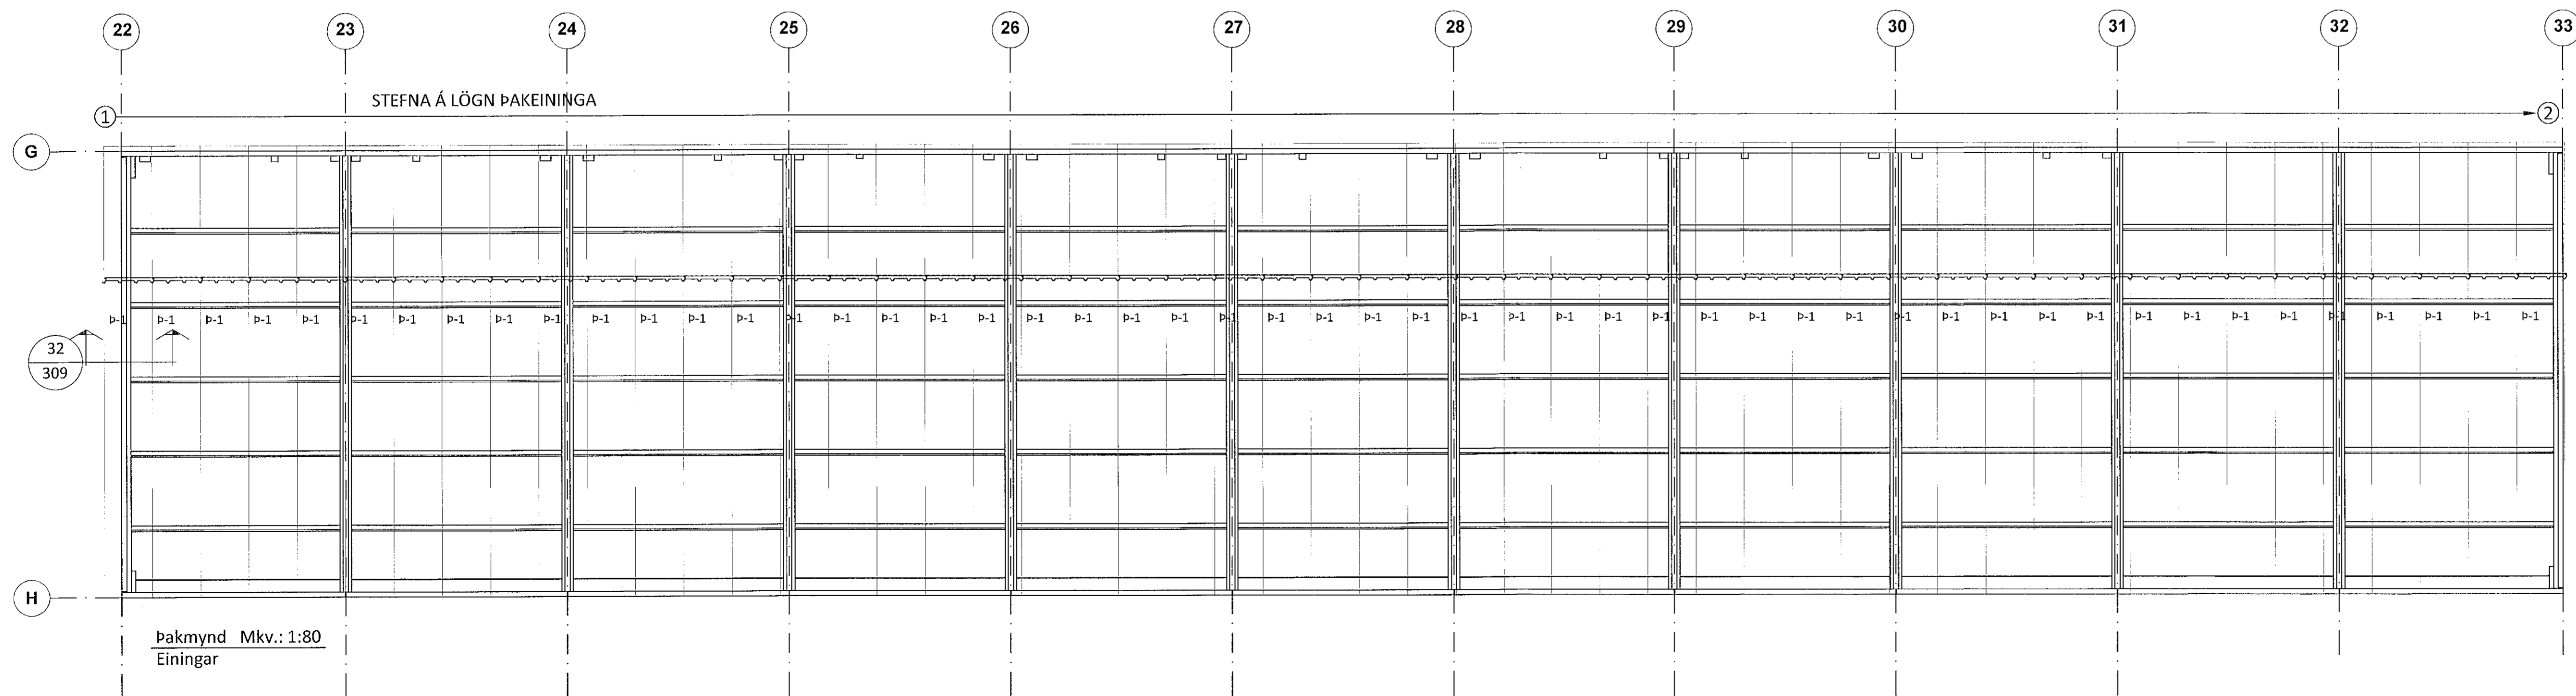 22 23 24 25 26 27 28 29 30 31 32 33
STEFNA Á LÖGN ÞAKEININGA
1 2
G
Þ-1 Þ-1 Þ-1 Þ-1 Þ-1 Þ-1 Þ-1 Þ-1 Þ-1 Þ-1 Þ-1 Þ-1 Þ-1 Þ-1 Þ-1 Þ-1 Þ-1 Þ-1 Þ-1 Þ-1 Þ-1 Þ-1 Þ-1 Þ-1 Þ-1 Þ-1 Þ-1 Þ-1 Þ-1 Þ-1 Þ-1 Þ-1 Þ-1 Þ-1 Þ-1 Þ-1 Þ-1 Þ-1 Þ-1 Þ-1 Þ-1 Þ-1 Þ-1 Þ-1 Þ-1 Þ-1 Þ-1 Þ-1 Þ-1 Þ-1 Þ-1
32
309
H
Þakmynd Mkv.: 1:80
Einingar